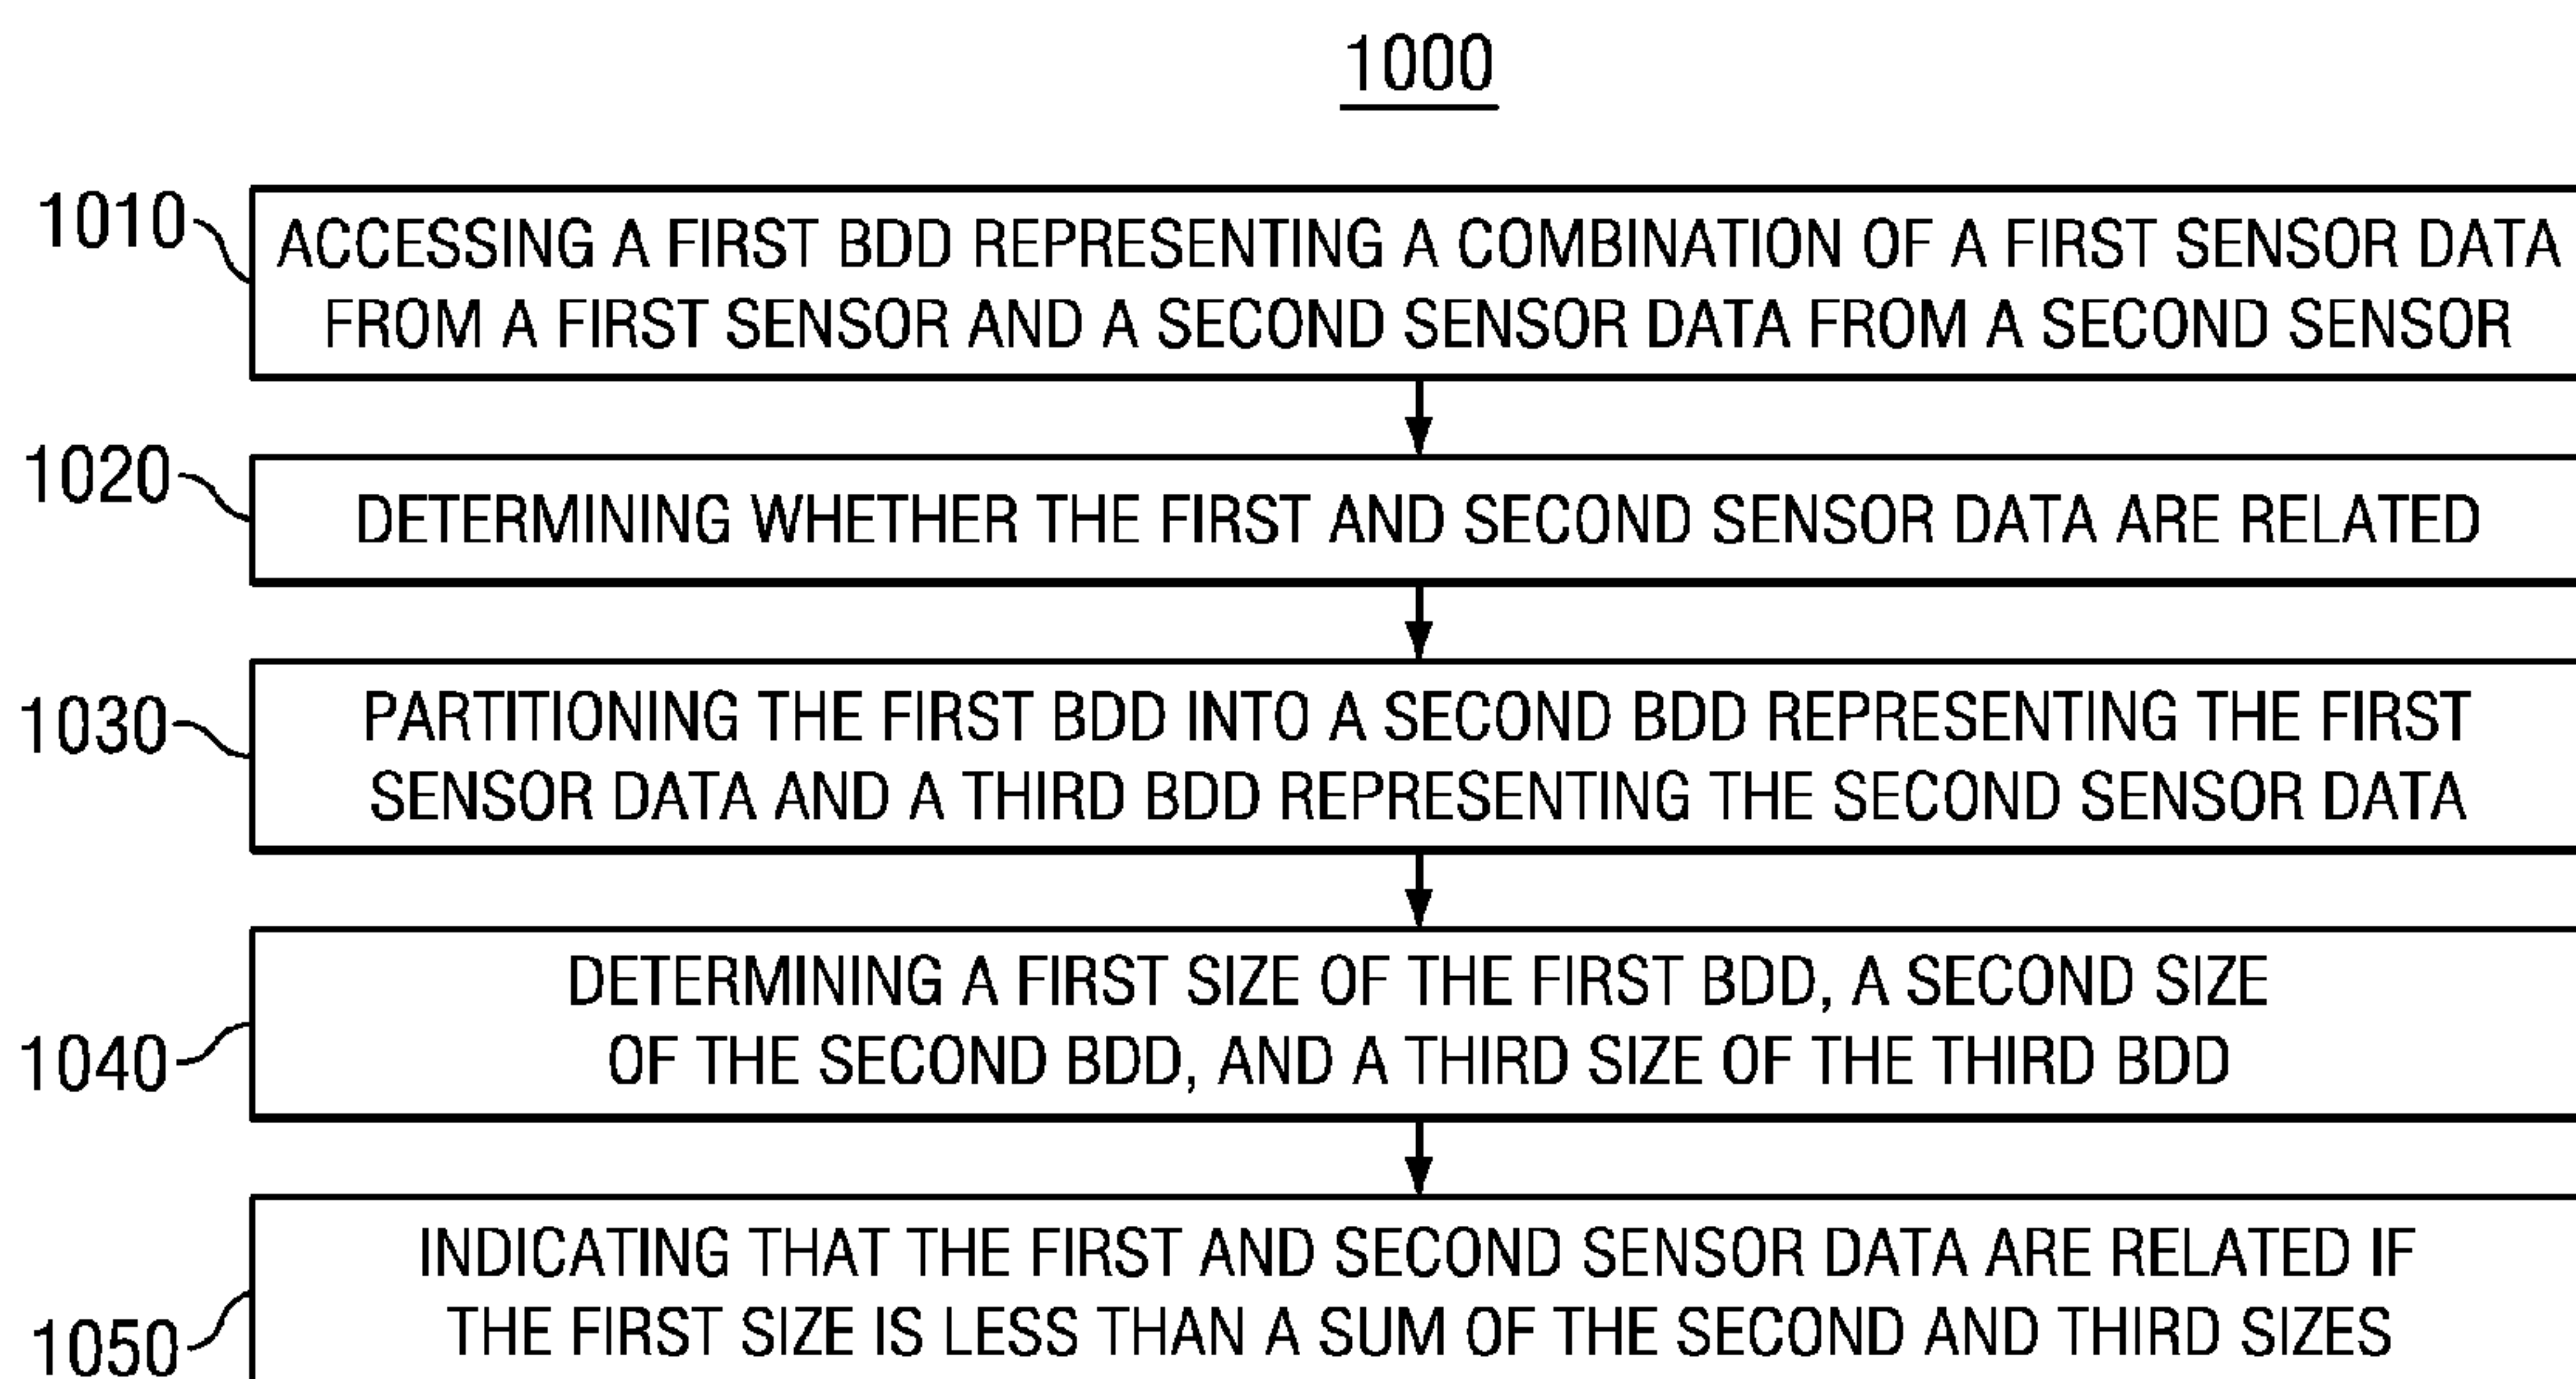 1000
1010
ACCESSING A FIRST BDD REPRESENTING A COMBINATION OF A FIRST SENSOR DATA
FROM A FIRST SENSOR AND A SECOND SENSOR DATA FROM A SECOND SENSOR
1020
DETERMINING WHETHER THE FIRST AND SECOND SENSOR DATA ARE RELATED
1030
PARTITIONING THE FIRST BDD INTO A SECOND BDD REPRESENTING THE FIRST
SENSOR DATA AND A THIRD BDD REPRESENTING THE SECOND SENSOR DATA
1040
DETERMINING A FIRST SIZE OF THE FIRST BDD, A SECOND SIZE
OF THE SECOND BDD, AND A THIRD SIZE OF THE THIRD BDD
1050
INDICATING THAT THE FIRST AND SECOND SENSOR DATA ARE RELATED IF
THE FIRST SIZE IS LESS THAN A SUM OF THE SECOND AND THIRD SIZES